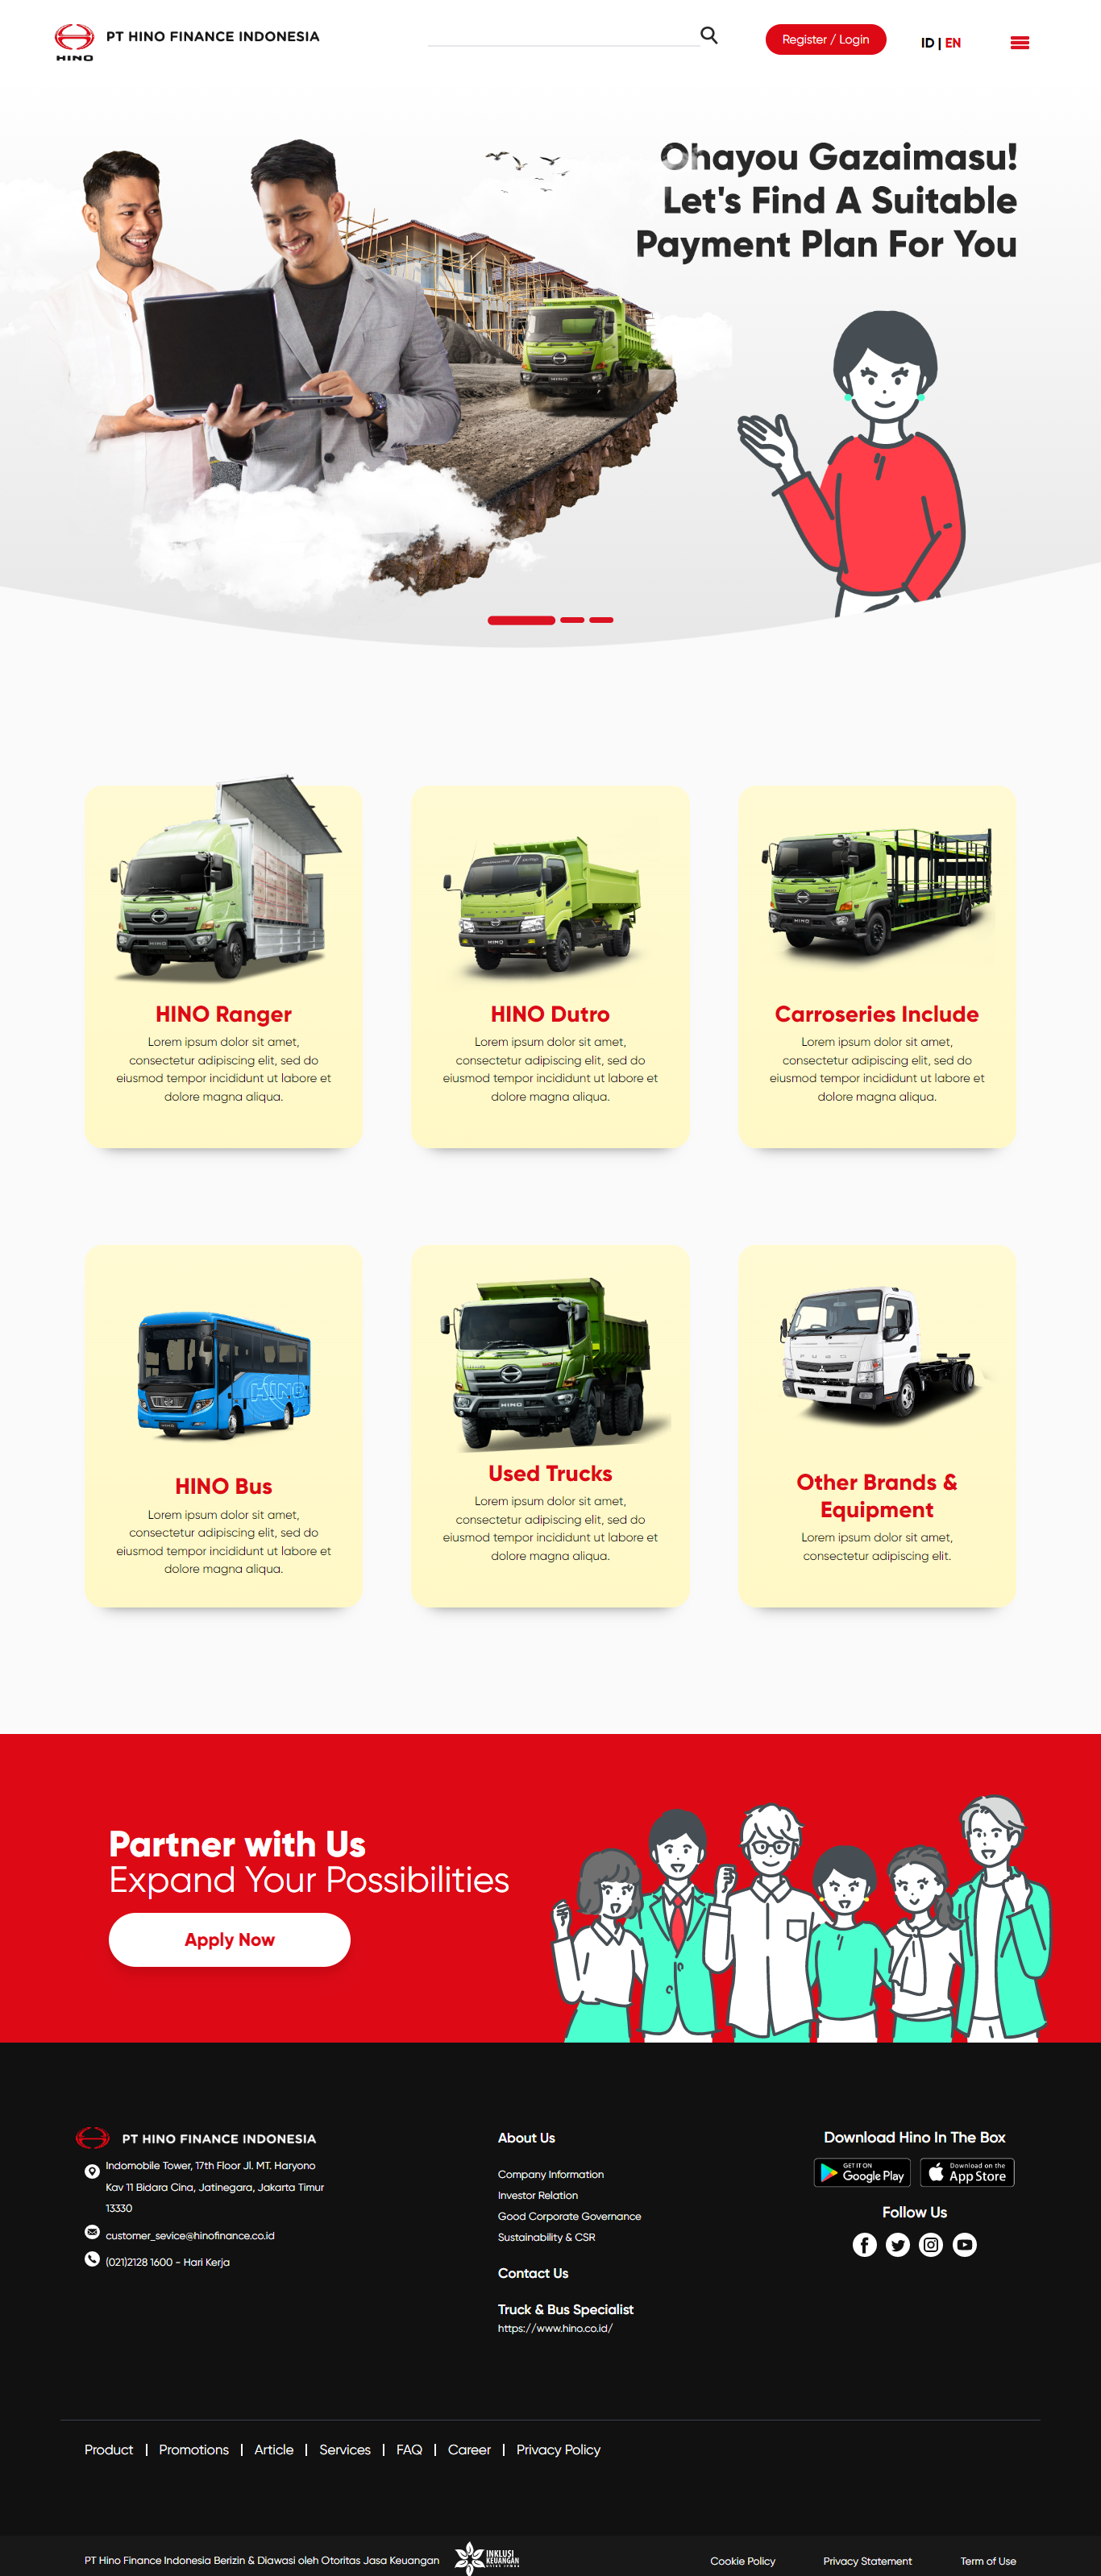 HINO
PT HINO FINANCE INDONESIA
Register / Login
ID | EN
Ohayou Gazaimasu!
Let's Find A Suitable
Payment Plan For You
HINO Ranger
Lorem ipsum dolor sit amet,
consectetur adipiscing elit, sed do
eiusmod tempor incididunt ut labore et
dolore magna aliqua.
HINO Dutro
Lorem ipsum dolor sit amet,
consectetur adipiscing elit, sed do
eiusmod tempor incididunt ut labore et
dolore magna aliqua.
Carroseries Include
Lorem ipsum dolor sit amet,
consectetur adipiscing elit, sed do
eiusmod tempor incididunt ut labore et
dolore magna aliqua.
HINO
HINO Bus
Lorem ipsum dolor sit amet,
consectetur adipiscing elit, sed do
eiusmod tempor incididunt ut labore et
dolore magna aliqua.
HINO
Used Trucks
Lorem ipsum dolor sit amet,
consectetur adipiscing elit, sed do
eiusmod tempor incididunt ut labore et
dolore magna aliqua.
FUSO
Other Brands &
Equipment
Lorem ipsum dolor sit amet,
consectetur adipiscing elit.
Partner with Us
Expand Your Possibilities
Apply Now
PT HINO FINANCE INDONESIA
Indomobile Tower, 17th Floor Jl. MT. Haryono
Kav 11 Bidara Cina, Jatinegara, Jakarta Timur
13330
customer_sevice@hinofinance.co.id
(021)2128 1600 - Hari Kerja
About Us
Company Information
Investor Relation
Good Corporate Governance
Sustainability & CSR
Contact Us
Truck & Bus Specialist
https://www.hino.co.id/
Download Hino In The Box
GET IT ON
Google Play
Download on the
App Store
Follow Us
Product | Promotions | Article | Services | FAQ | Career | Privacy Policy
PT Hino Finance Indonesia Berizin & Diawasi oleh Otoritas Jasa Keuangan
INKLUSI
KEUANGAN
Cookie Policy
Privacy Statement
Term of Use